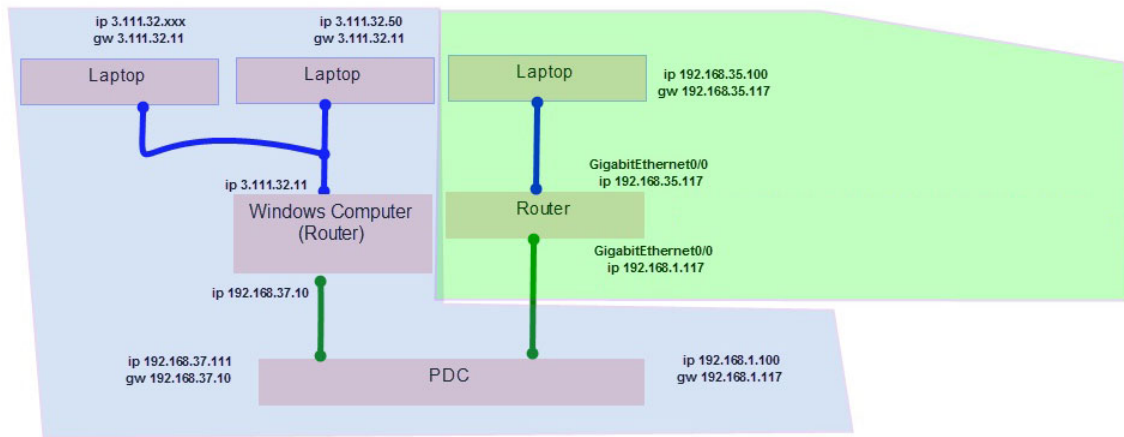 ip 3.111.32.xxx
gw 3.111.32.11
ip 3.111.32.50
gw 3.111.32.11
Laptop
Laptop
Laptop
ip 192.168.35.100
gw 192.168.35.117
GigabitEthernet0/0
ip 192.168.35.117
ip 3.111.32.11
Windows Computer
(Router)
Router
GigabitEthernet0/0
ip 192.168.1.117
ip 192.168.37.10
ip 192.168.37.111
gw 192.168.37.10
PDC
ip 192.168.1.100
gw 192.168.1.117